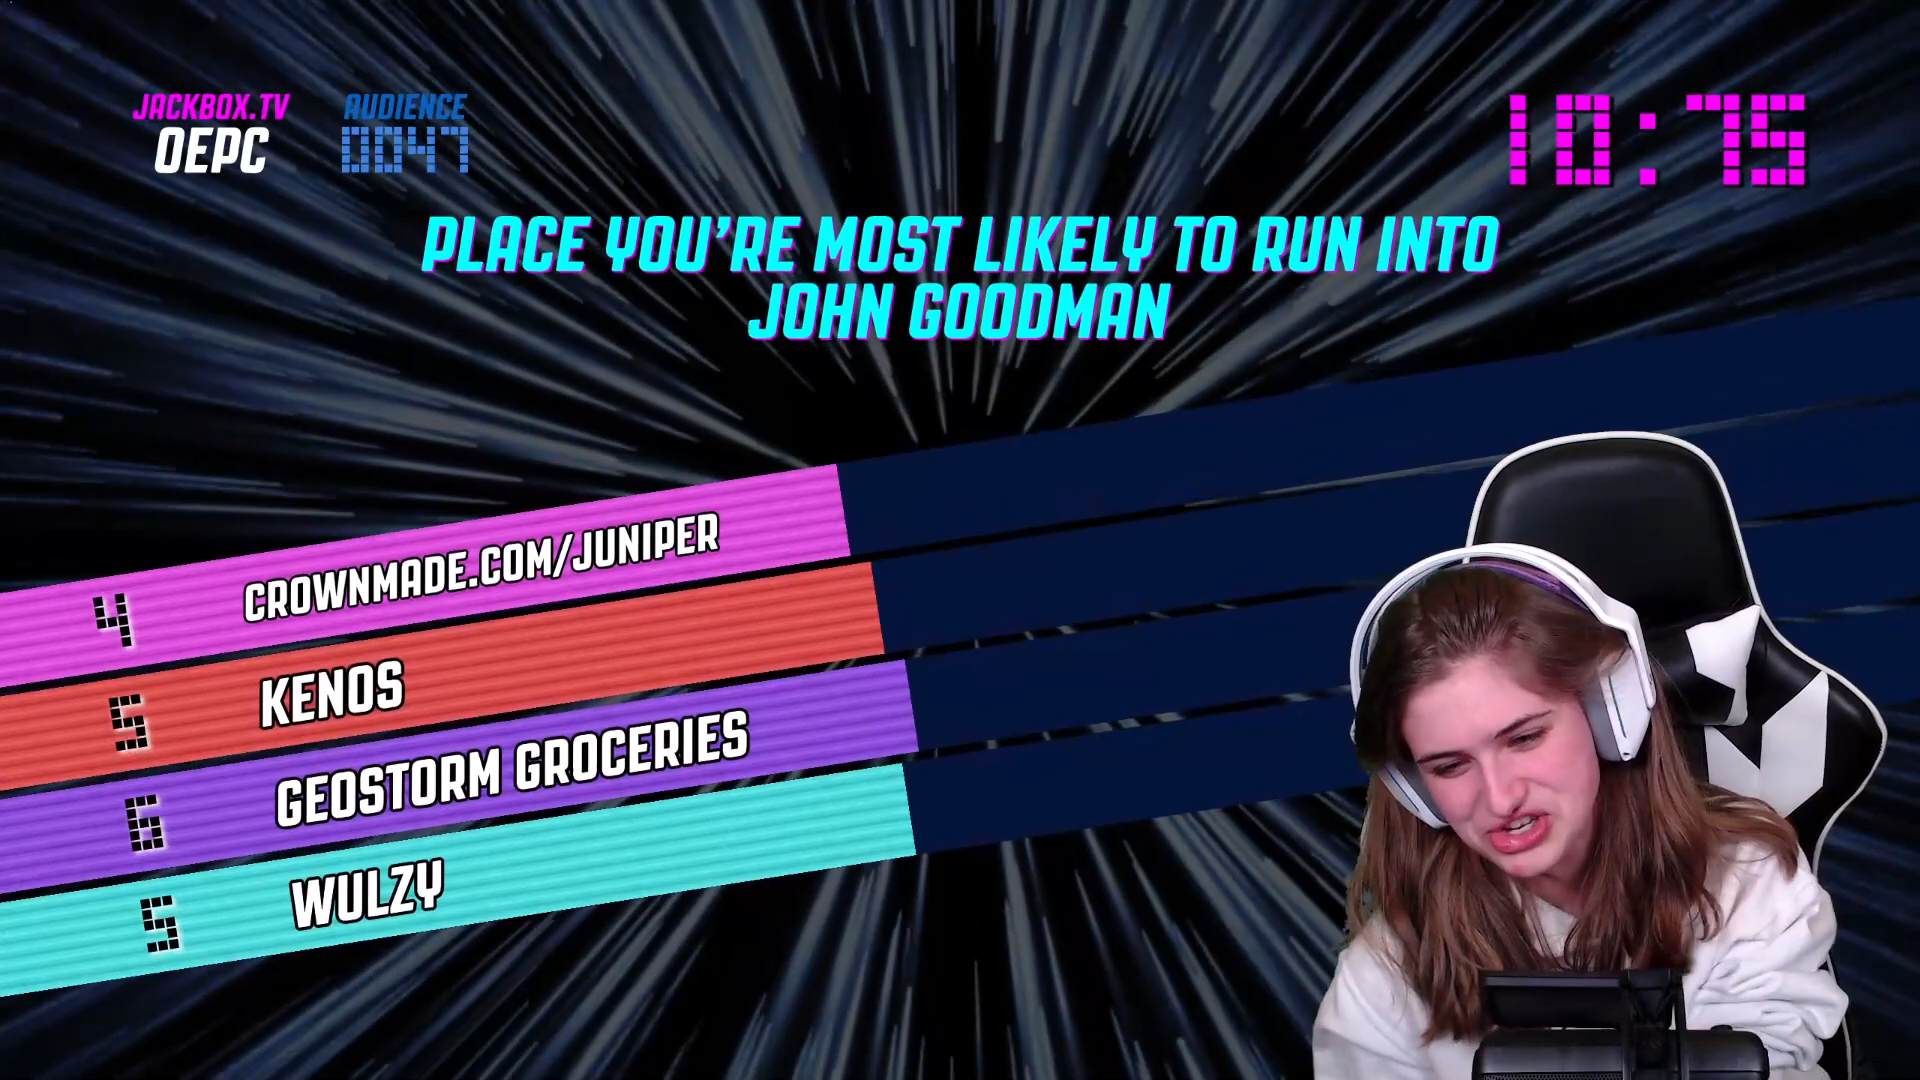 JACKBOX.TV
OEPC
AUDIENCE
0047
10:75
PLACE YOU'RE MOST LIKELY TO RUN INTO
JOHN GOODMAN
4 CROWNMADE.COM/JUNIPER
5 KENOS
6 GEOSTORM GROCERIES
5 WULZY